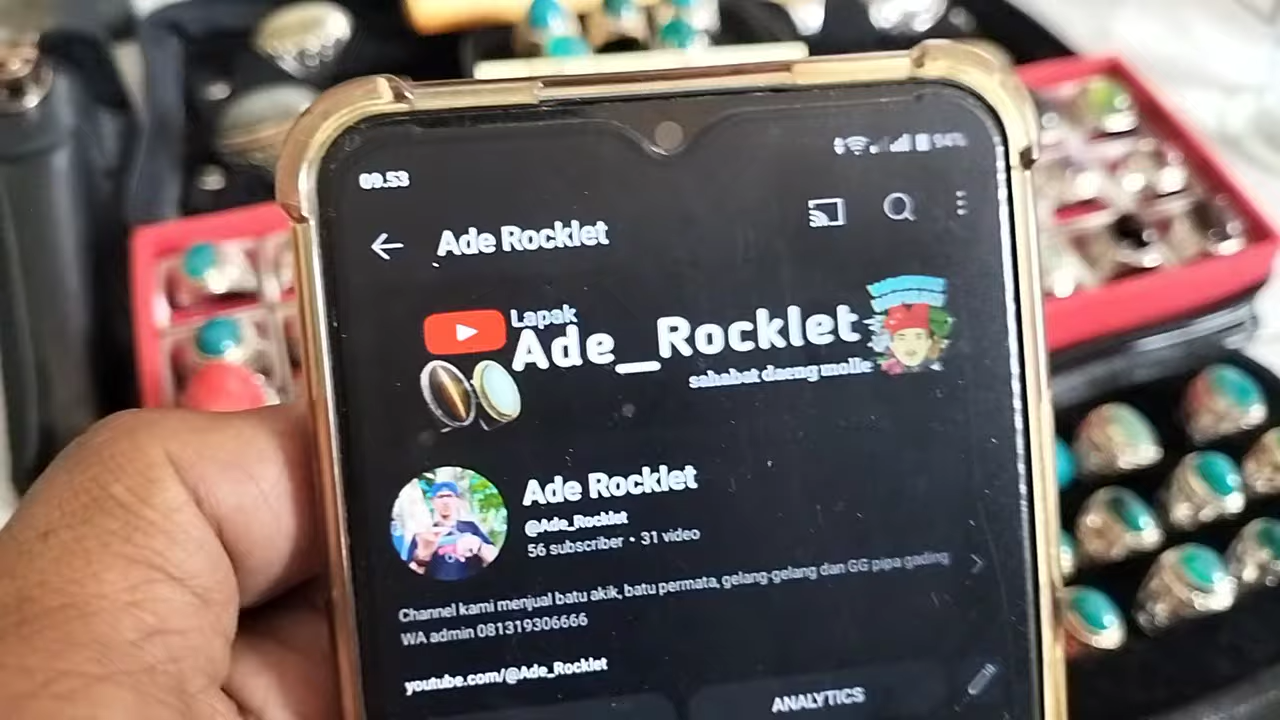 09.53
94%
Ade Rocklet
Lapak
Ade_Rocklet
sahabat daeng molle
Ade Rocklet
@Ade_Rocklet
56 subscriber • 31 video
Channel kami menjual batu akik, batu permata, gelang-gelang dan GG pipa gading
WA admin 081319306666
youtube.com/@Ade_Rocklet
ANALYTICS